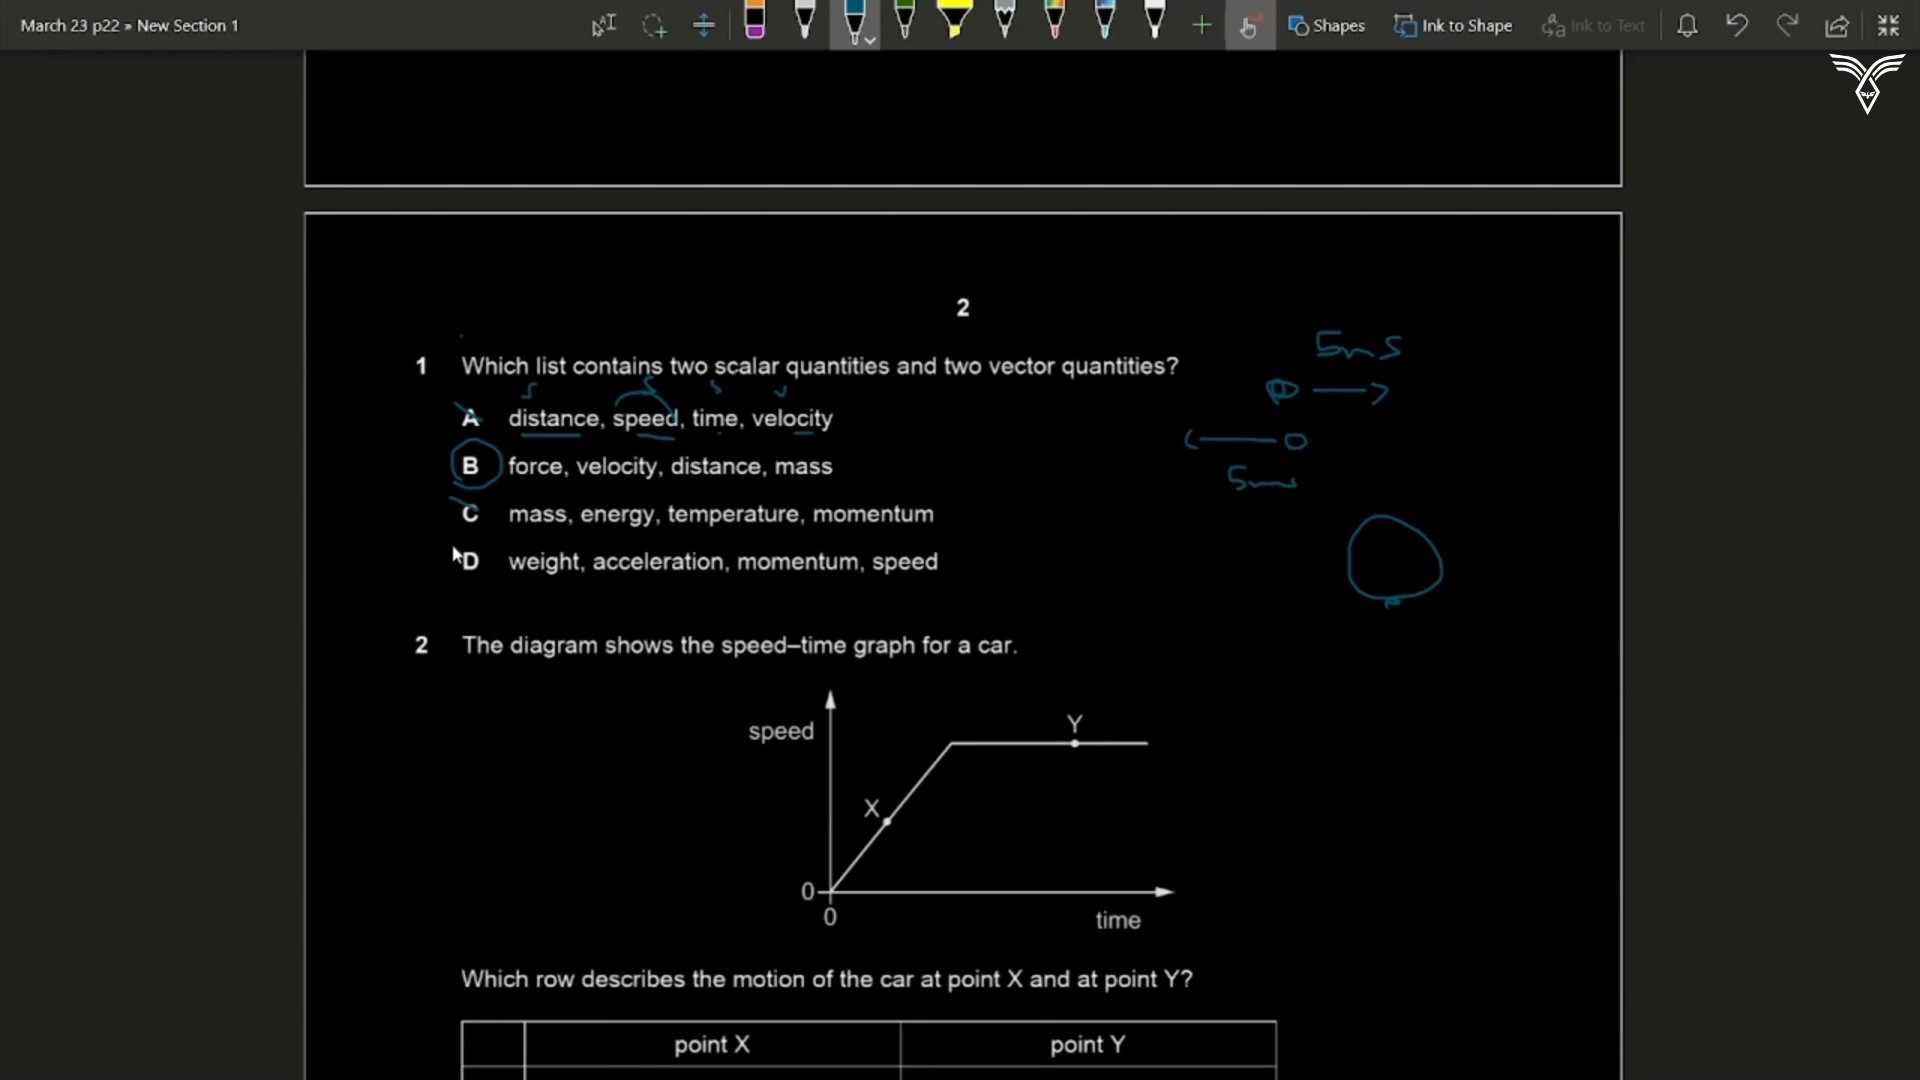 March 23 p22 » New Section 1
Shapes
Ink to Shape
Ink to Text
2
1 Which list contains two scalar quantities and two vector quantities?
5ms
s s s v
A distance, speed, time, velocity
B force, velocity, distance, mass
5ms
C mass, energy, temperature, momentum
D weight, acceleration, momentum, speed
2 The diagram shows the speed–time graph for a car.
speed
Y
X
0
0
time
Which row describes the motion of the car at point X and at point Y?
point X point Y